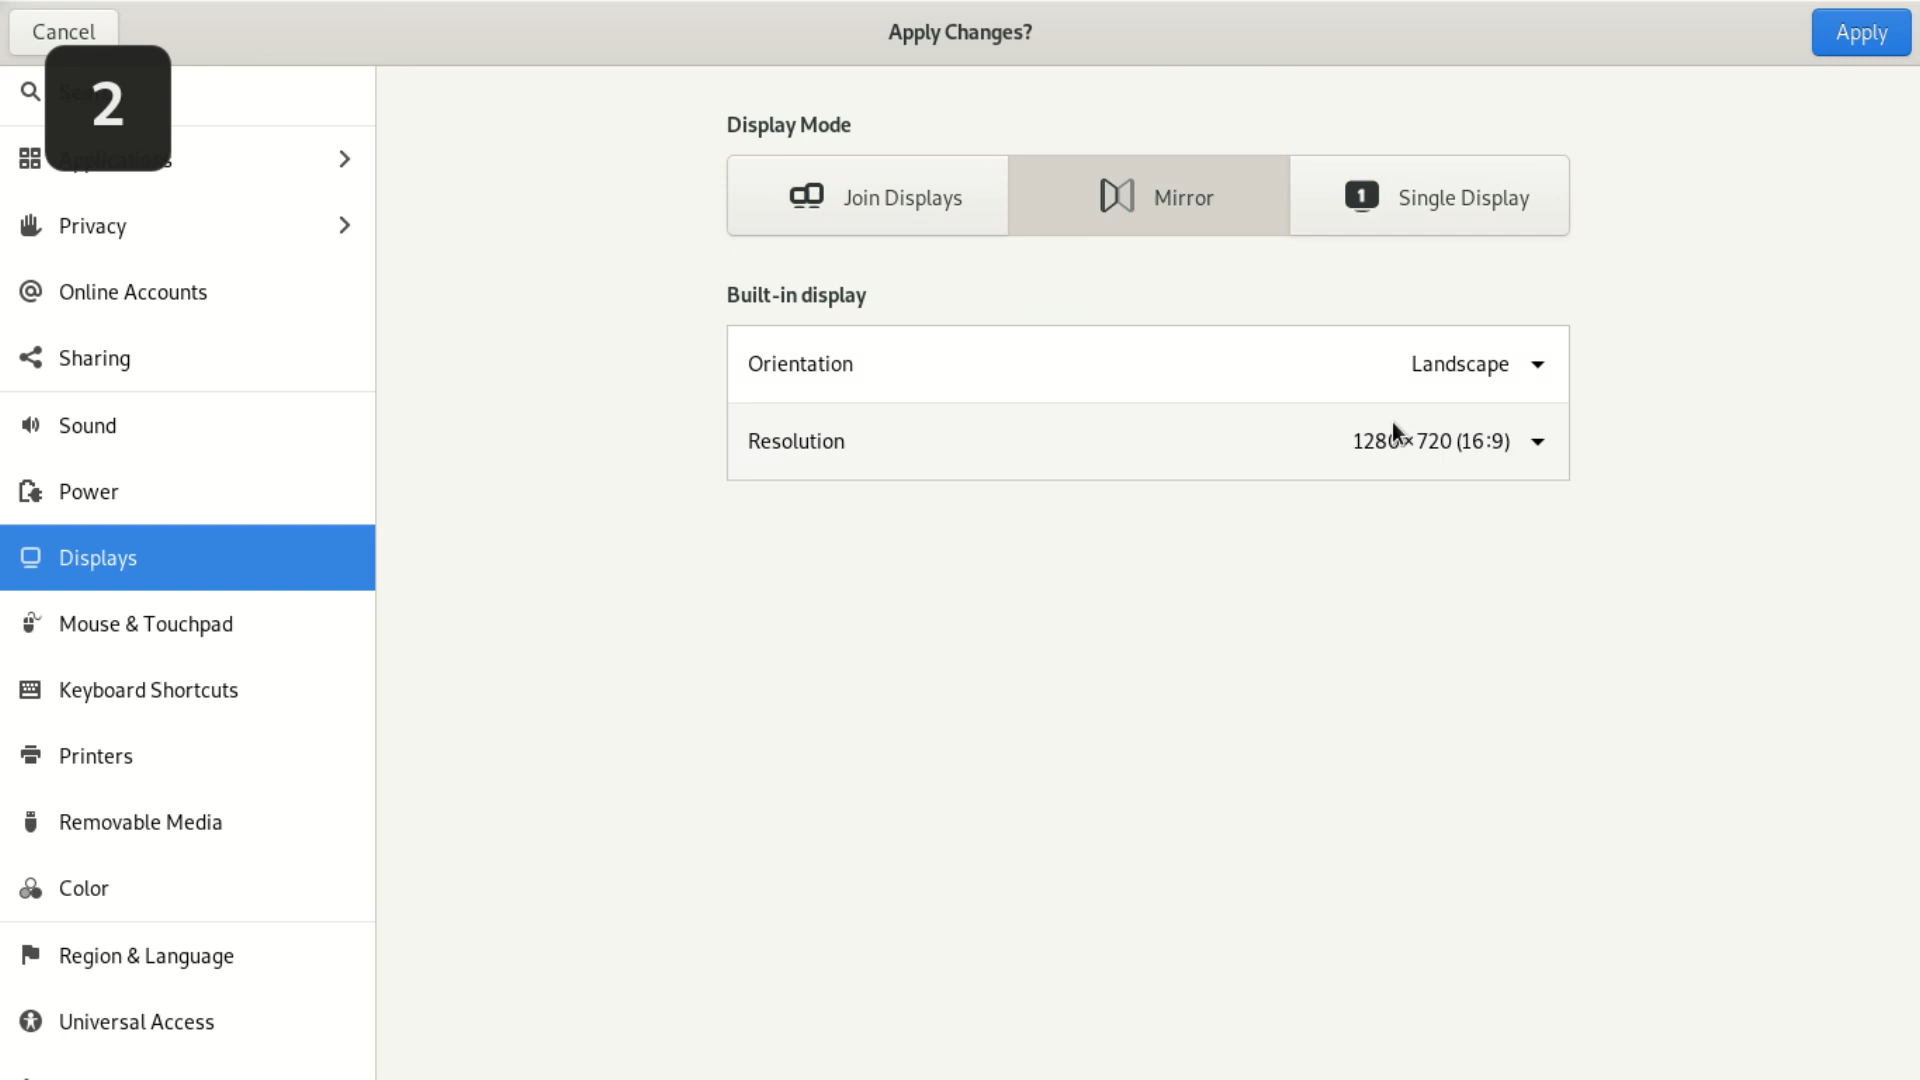 Cancel
Apply Changes?
Apply
2
Applications
Privacy
Online Accounts
Sharing
Sound
Power
Displays
Mouse & Touchpad
Keyboard Shortcuts
Printers
Removable Media
Color
Region & Language
Universal Access
Display Mode
Join Displays
Mirror
1 Single Display
Built-in display
Orientation
Landscape
Resolution
1280×720 (16:9)